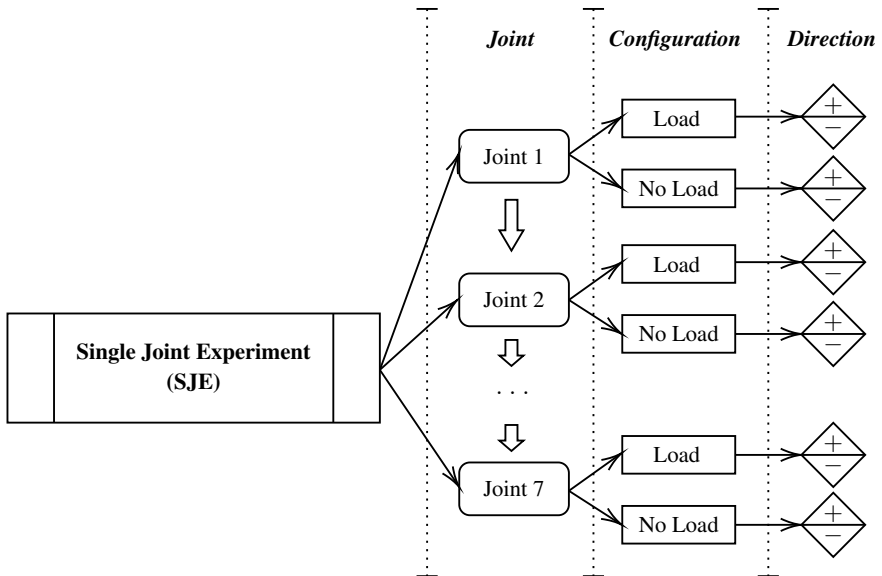 Joint
Configuration
Direction
Joint 1
Load
+
−
No Load
+
−
Joint 2
Load
+
−
No Load
+
−
Single Joint Experiment
(SJE)
. . .
Joint 7
Load
+
−
No Load
+
−